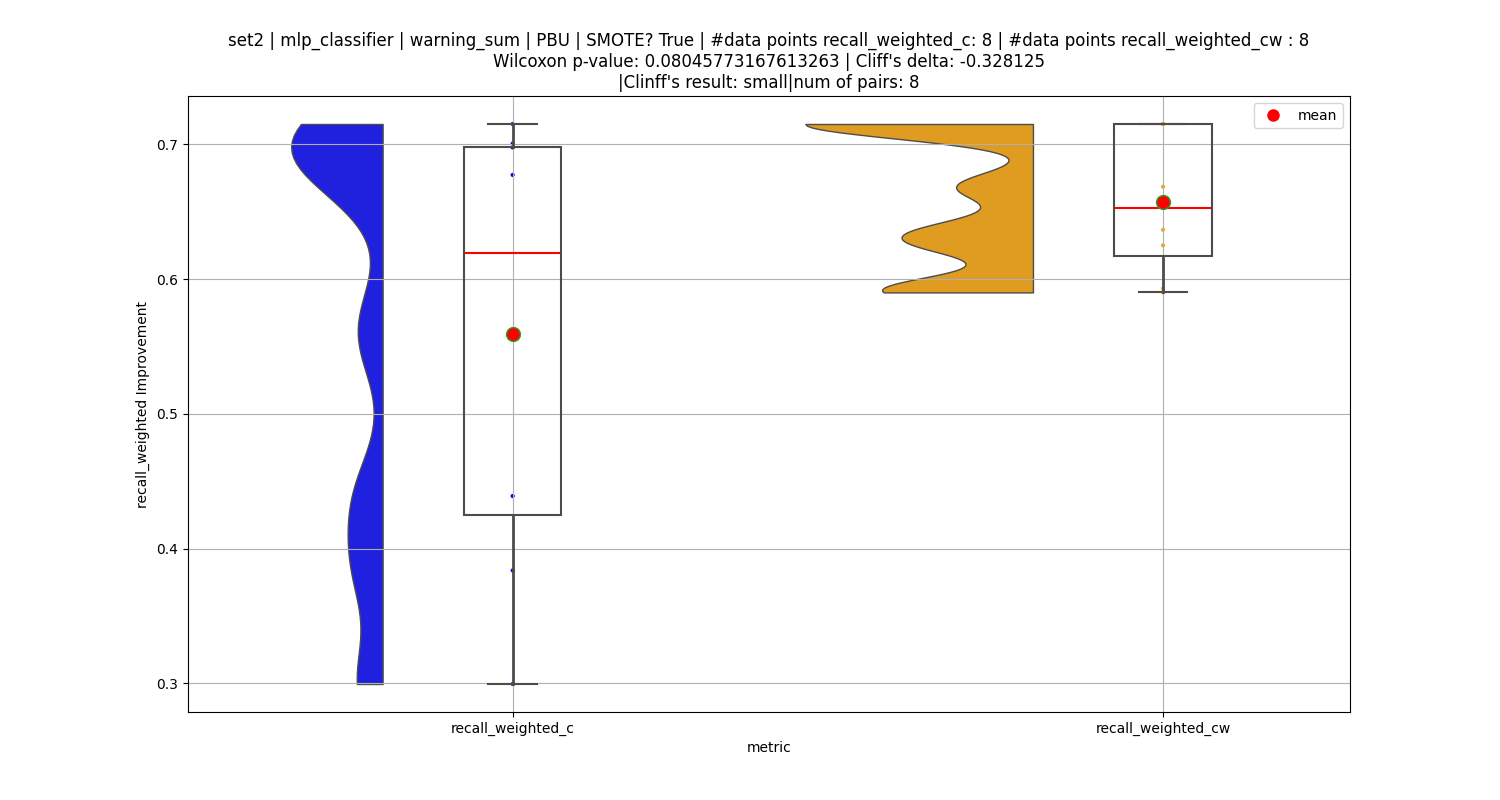 set2 | mlp_classifier | warning_sum | PBU | SMOTE? True | #data points recall_weighted_c: 8 | #data points recall_weighted_cw : 8
Wilcoxon p-value: 0.08045773167613263 | Cliff's delta: -0.328125
|Clinff's result: small|num of pairs: 8
mean
0.7
0.6
0.5
0.4
0.3
recall_weighted Improvement
recall_weighted_c
recall_weighted_cw
metric